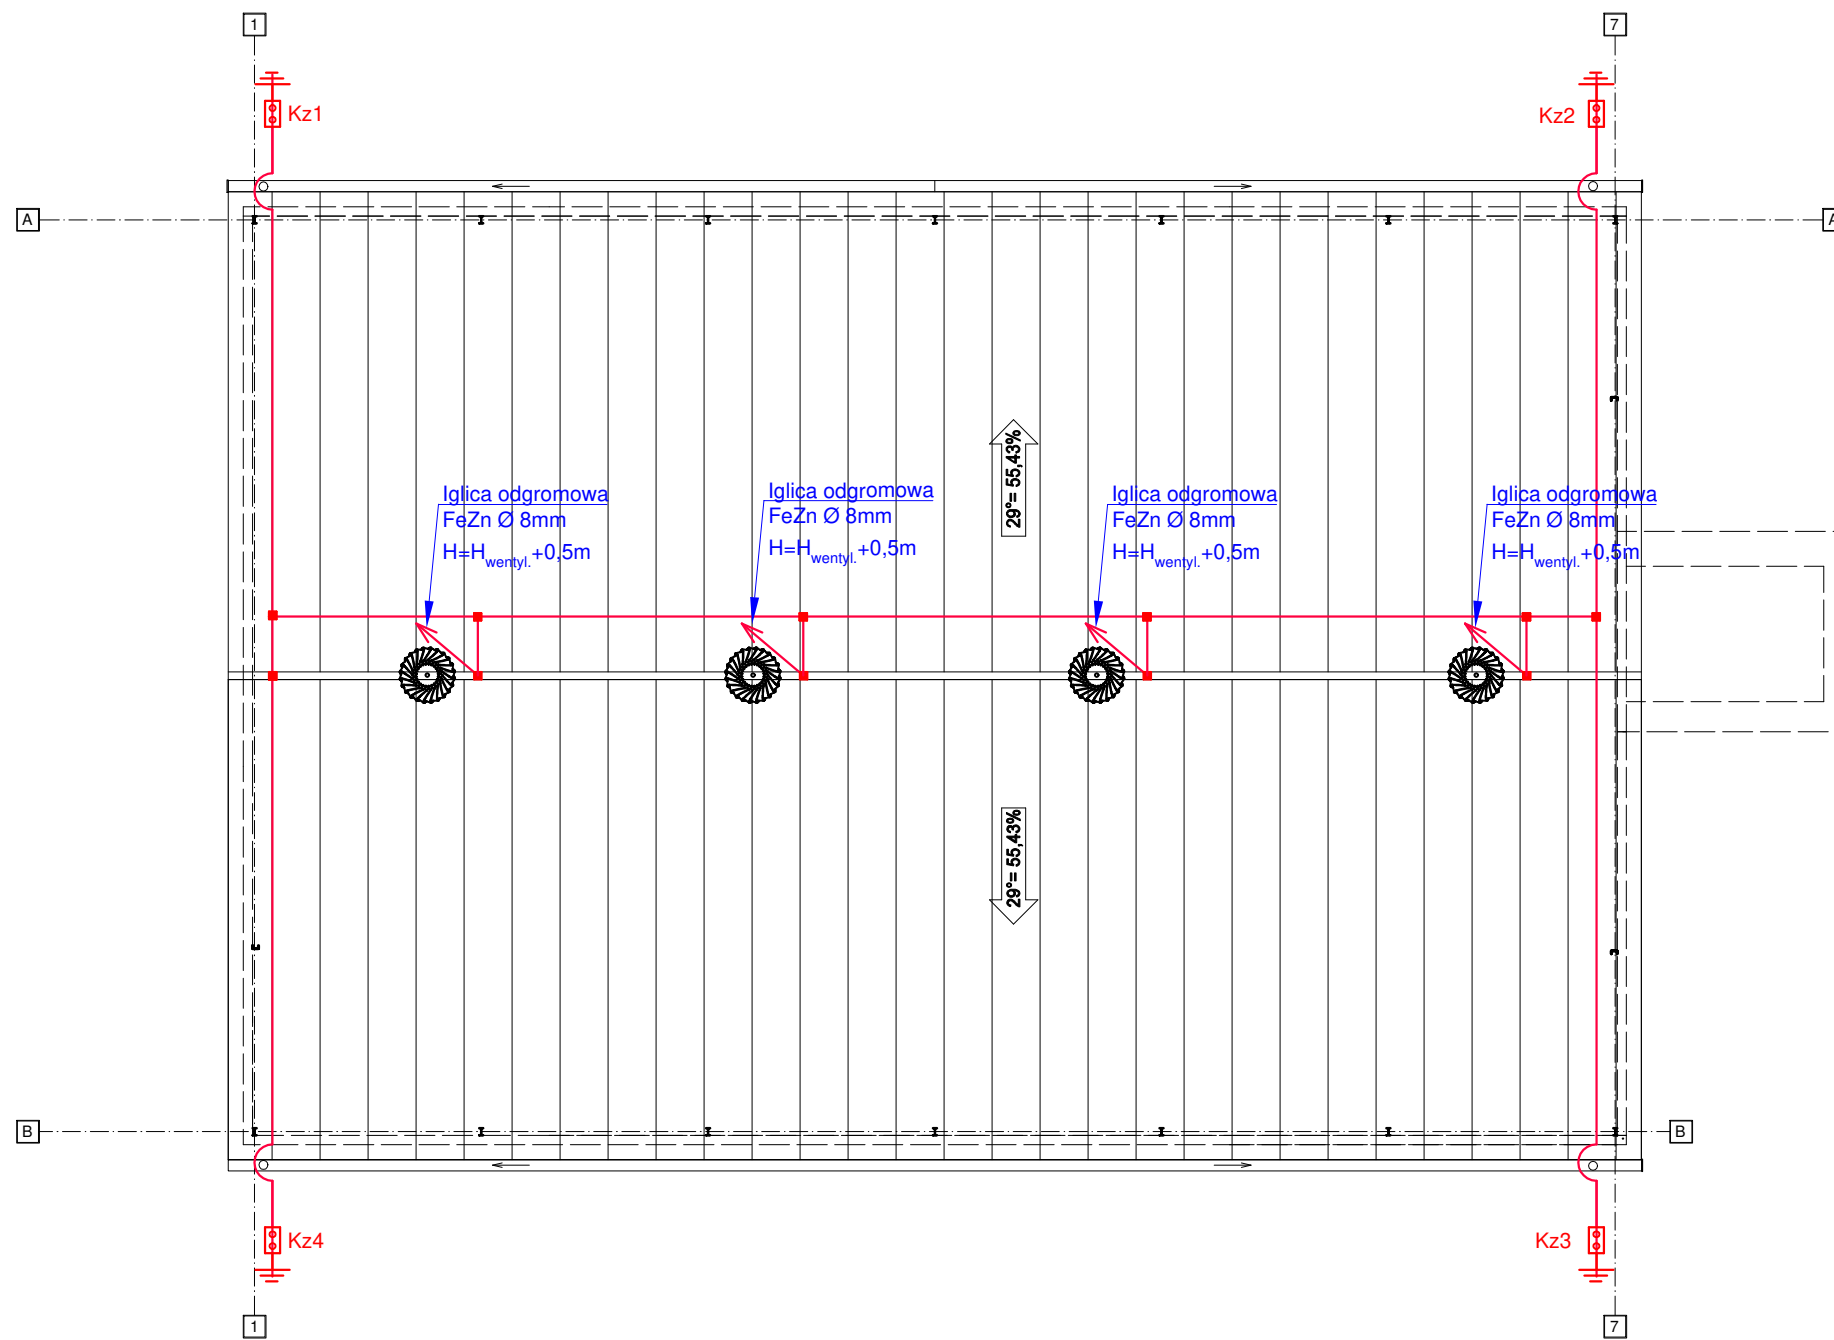 1
7
Kz1
Kz2
A
A
29°= 55,43%
Iglica odgromowa
FeZn Ø 8mm
H=Hwentyl.+0,5m
Iglica odgromowa
FeZn Ø 8mm
H=Hwentyl.+0,5m
Iglica odgromowa
FeZn Ø 8mm
H=Hwentyl.+0,5m
Iglica odgromowa
FeZn Ø 8mm
H=Hwentyl.+0,5m
29°= 55,43%
B
B
Kz4
Kz3
1
7